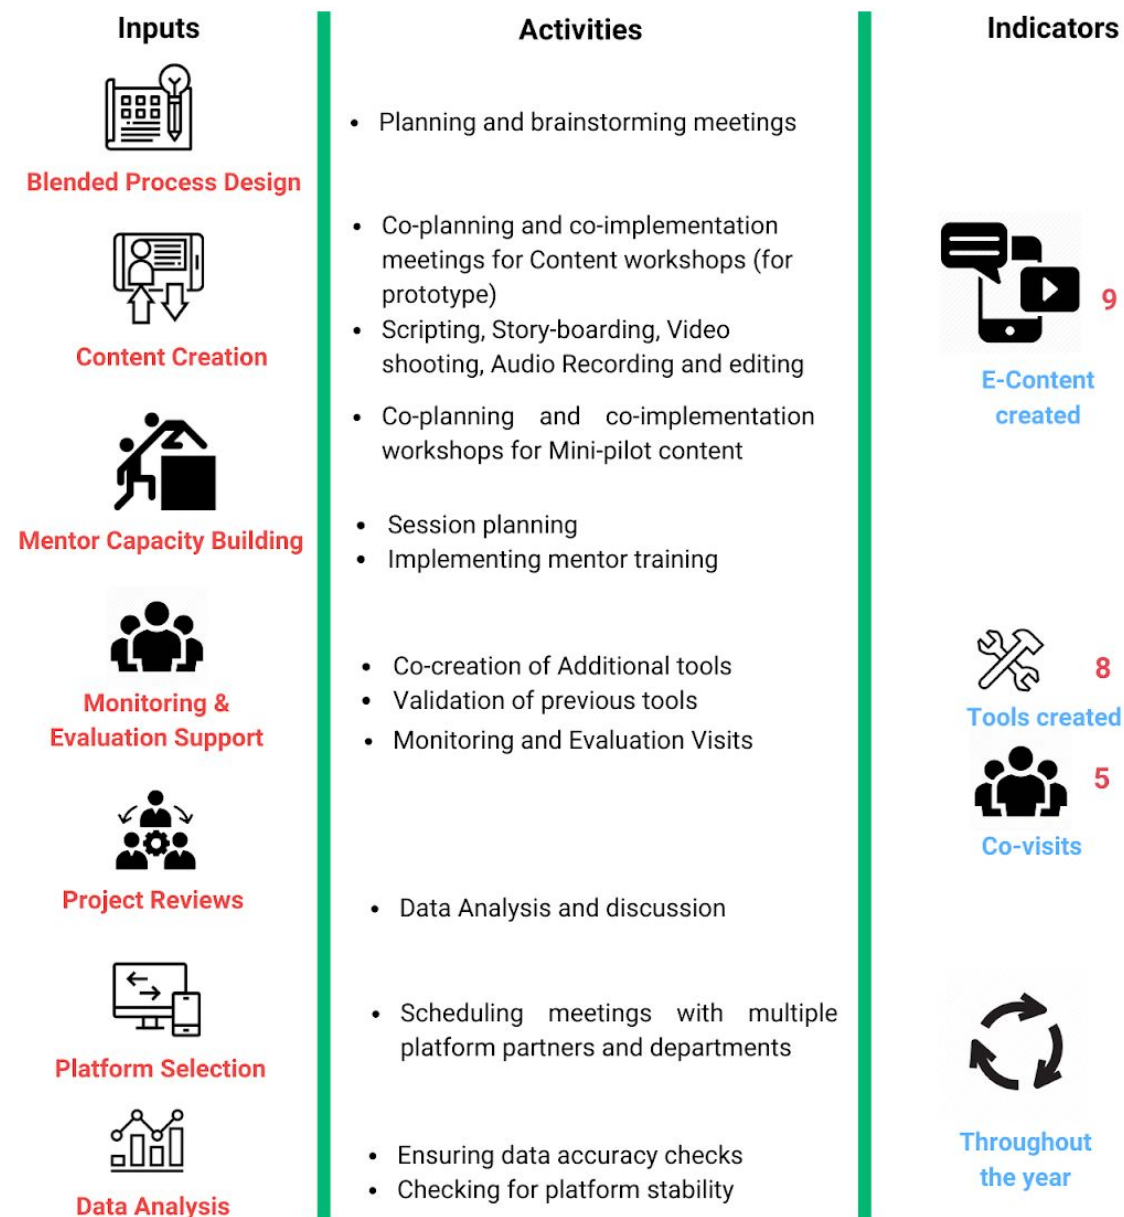 Inputs
Activities
Indicators
Blended Process Design
• Planning and brainstorming meetings
Content Creation
• Co-planning and co-implementation
meetings for Content workshops (for
prototype)
• Scripting, Story-boarding, Video
shooting, Audio Recording and editing
9
E-Content
created
• Co-planning and co-implementation
workshops for Mini-pilot content
Mentor Capacity Building
• Session planning
• Implementing mentor training
Monitoring &
Evaluation Support
• Co-creation of Additional tools
• Validation of previous tools
• Monitoring and Evaluation Visits
8
Tools created
5
Co-visits
Project Reviews
• Data Analysis and discussion
Platform Selection
• Scheduling meetings with multiple
platform partners and departments
Throughout
the year
Data Analysis
• Ensuring data accuracy checks
• Checking for platform stability